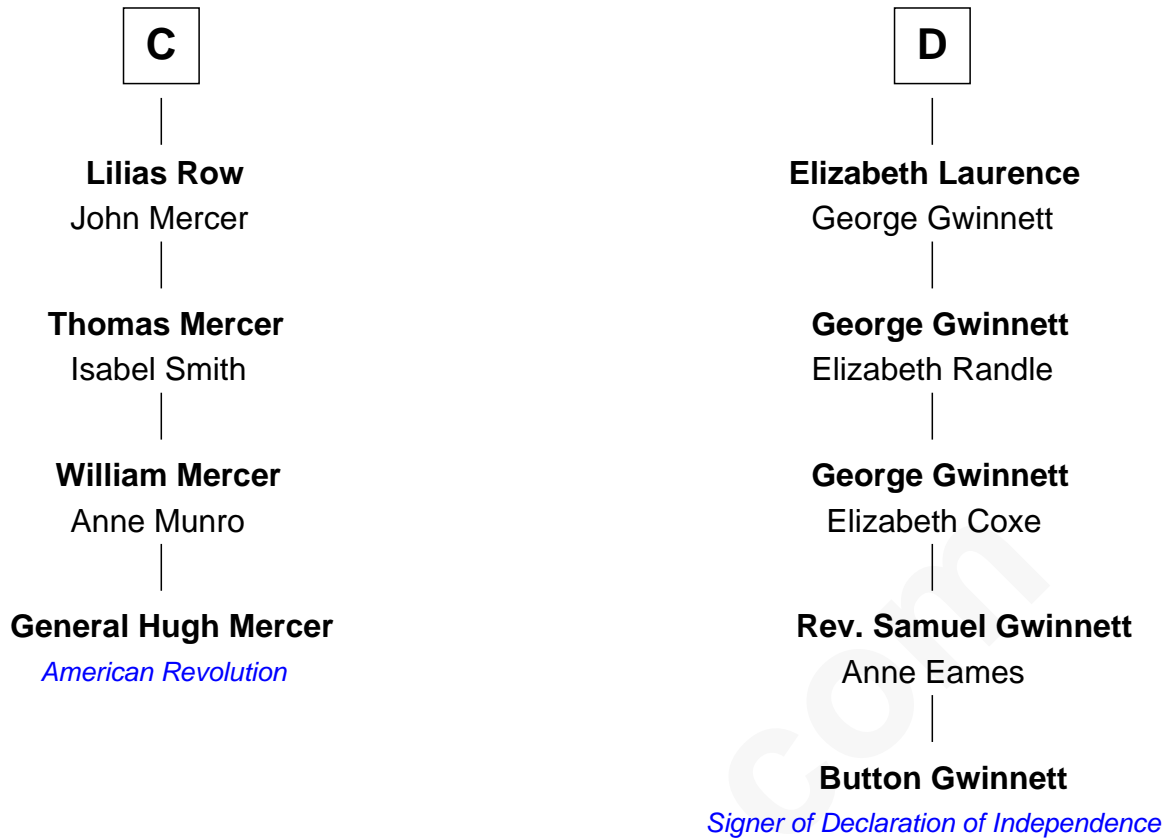 C
Lilias Row
John Mercer
Thomas Mercer
Isabel Smith
William Mercer
Anne Munro
General Hugh Mercer
American Revolution
D
Elizabeth Laurence
George Gwinnett
George Gwinnett
Elizabeth Randle
George Gwinnett
Elizabeth Coxe
Rev. Samuel Gwinnett
Anne Eames
Button Gwinnett
Signer of Declaration of Independence
com